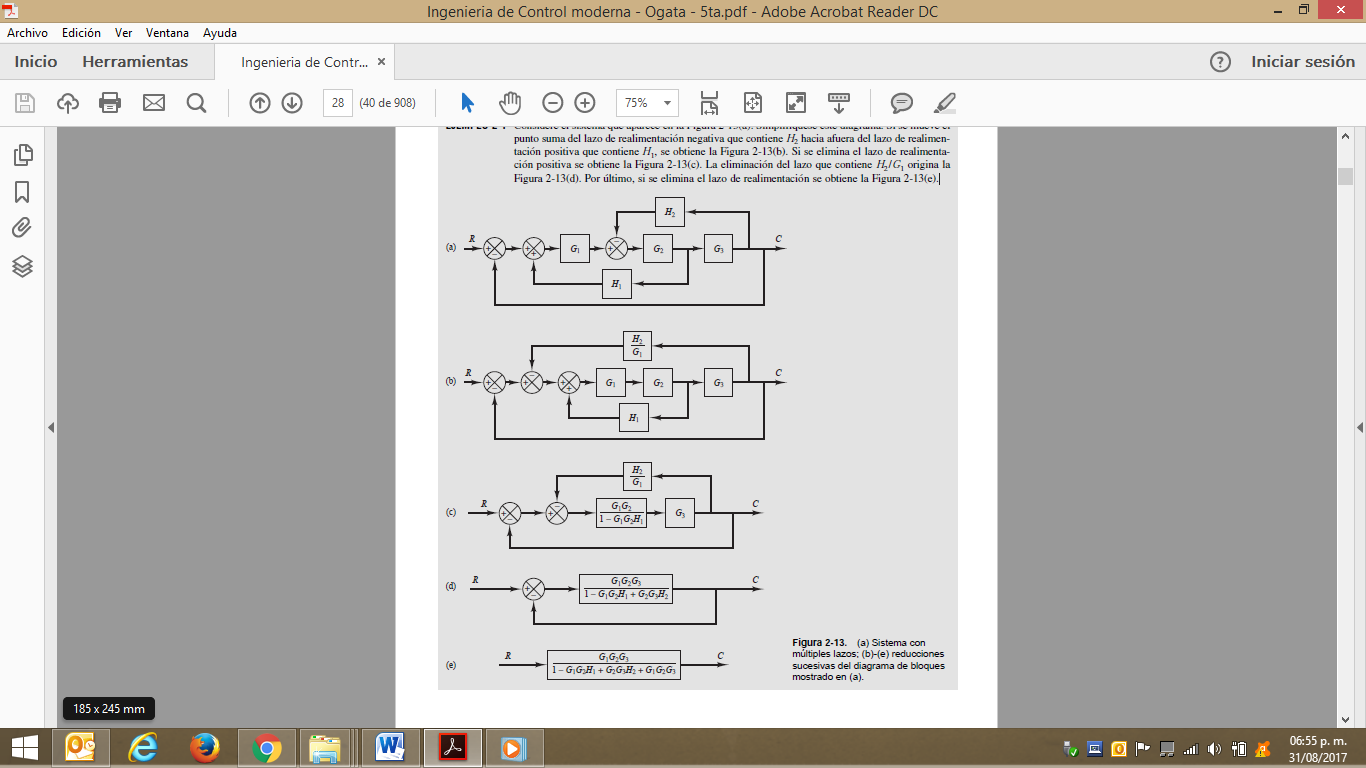 Ingenieria de Control moderna - Ogata - 5ta.pdf - Adobe Acrobat Reader DC
Archivo Edición Ver Ventana Ayuda
Inicio Herramientas Ingenieria de Contr... × ? Iniciar sesión
28 (40 de 908) 75%
punto suma del lazo de realimentación negativa que contiene H2 hacia afuera del lazo de realimen-
tación positiva que contiene H1, se obtiene la Figura 2-13(b). Si se elimina el lazo de realimenta-
ción positiva se obtiene la Figura 2-13(c). La eliminación del lazo que contiene H2/G1 origina la
Figura 2-13(d). Por último, si se elimina el lazo de realimentación se obtiene la Figura 2-13(e).
H2
(a) R + − + + G1 + − G2 G3 C
H1
H2
G1
(b) R + − + − + + G1 G2 G3 C
H1
H2
G1
(c) R + − + − G1G2 G3 C
1 − G1G2H1
(d) R + − G1G2G3 C
1 − G1G2H1 + G2G3H2
(e) R G1G2G3 C
1 − G1G2H1 + G2G3H2 + G1G2G3
Figura 2-13. (a) Sistema con
múltiples lazos; (b)-(e) reducciones
sucesivas del diagrama de bloques
mostrado en (a).
185 x 245 mm
06:55 p. m.
31/08/2017